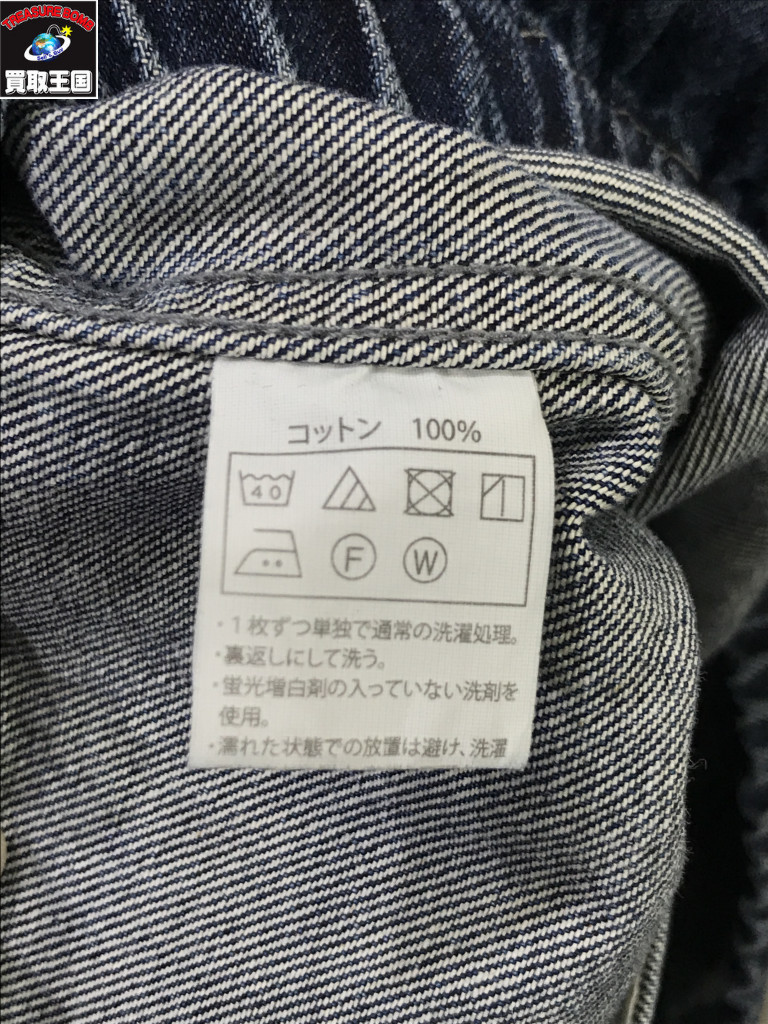 TREASURE BOMB
買取王国
コットン 100%
40
F W
・1枚ずつ単独で通常の洗濯処理。
・裏返しにして洗う。
・蛍光増白剤の入っていない洗剤を
使用。
・濡れた状態での放置は避け、洗濯